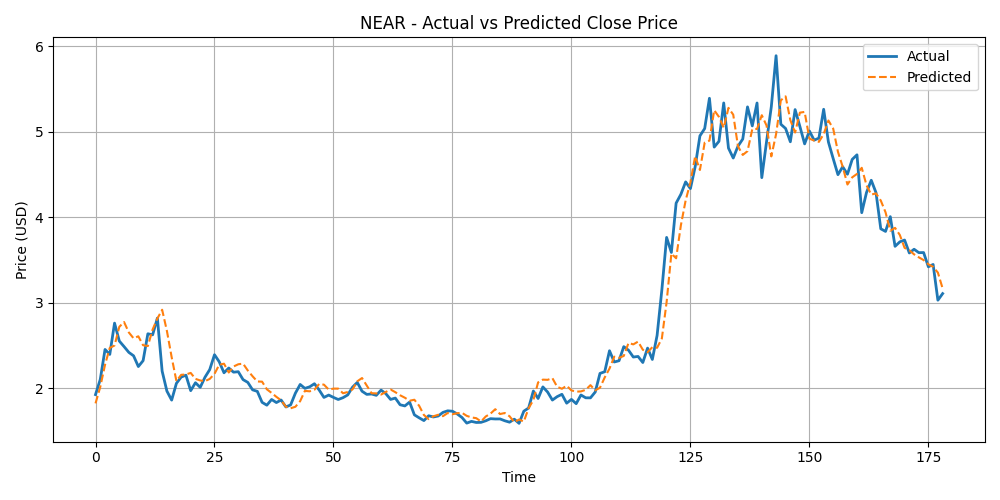 NEAR - Actual vs Predicted Close Price
Actual
Predicted
Price (USD)
6
5
4
3
2
0 25 50 75 100 125 150 175
Time